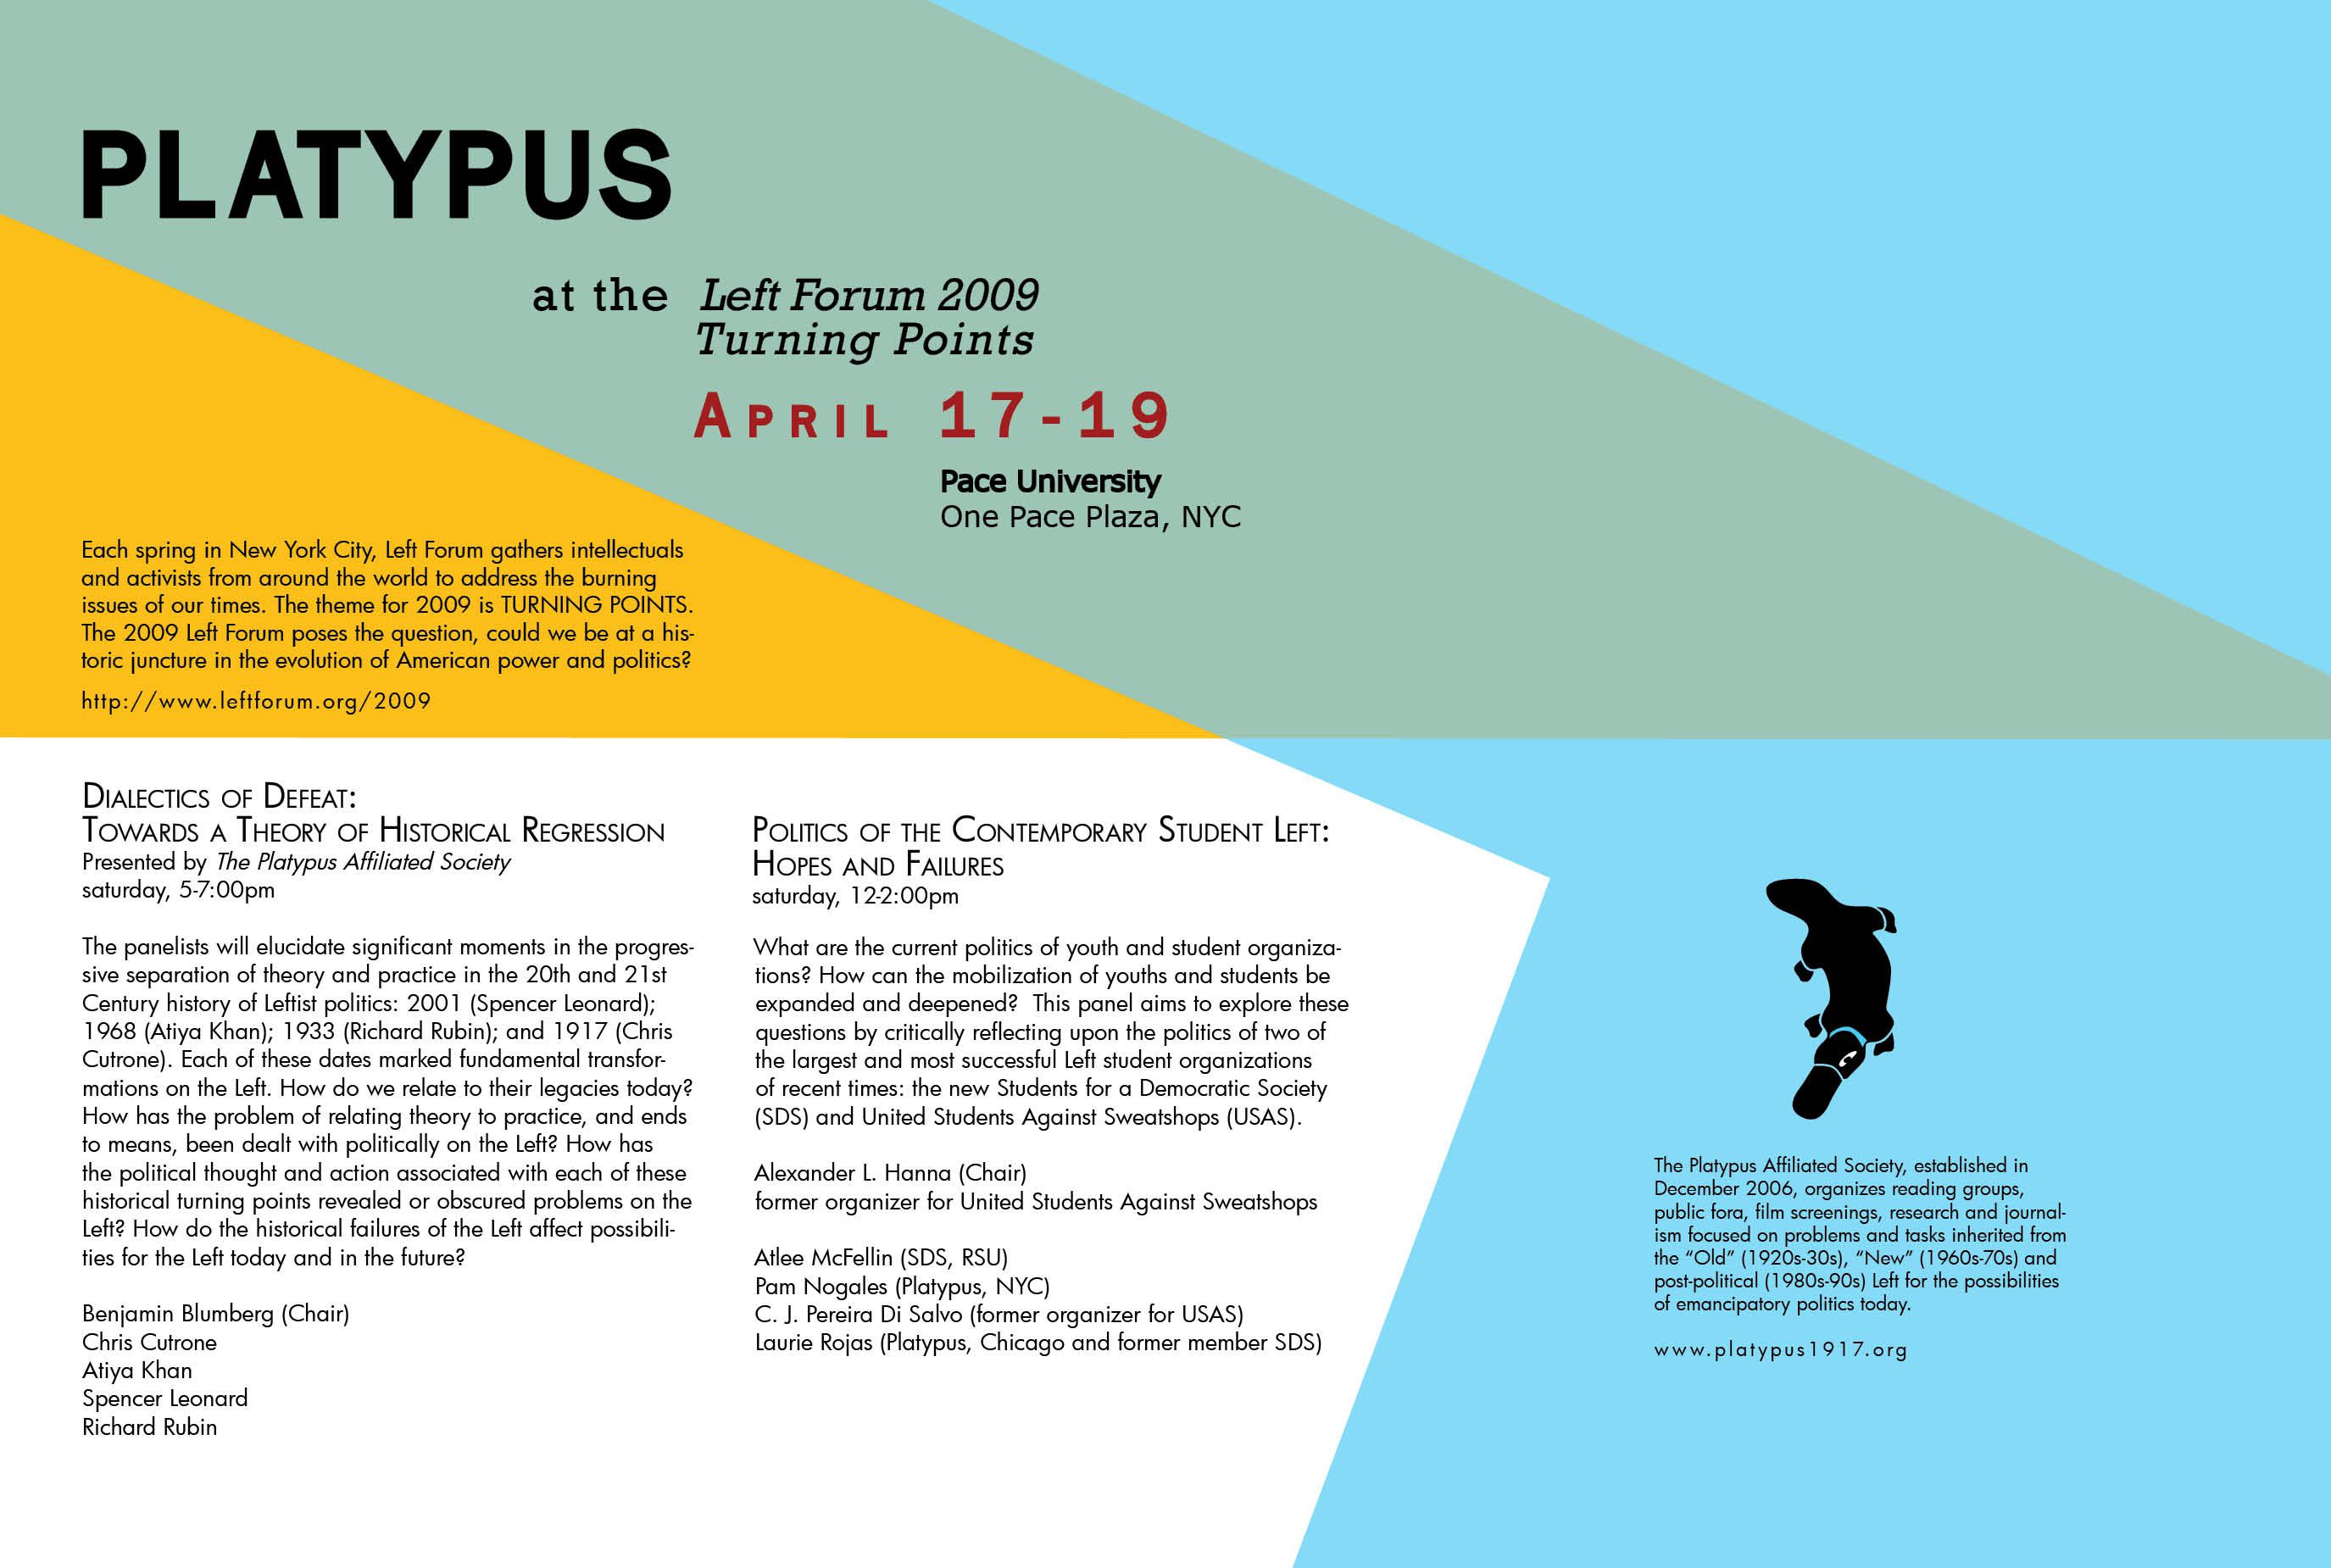 PLATYPUS
at the Left Forum 2009
Turning Points
APRIL 17-19
Pace University
One Pace Plaza, NYC
Each spring in New York City, Left Forum gathers intellectuals
and activists from around the world to address the burning
issues of our times. The theme for 2009 is TURNING POINTS.
The 2009 Left Forum poses the question, could we be at a his-
toric juncture in the evolution of American power and politics?
http://www.leftforum.org/2009
DIALECTICS OF DEFEAT:
TOWARDS A THEORY OF HISTORICAL REGRESSION
Presented by The Platypus Affiliated Society
saturday, 5-7:00pm
The panelists will elucidate significant moments in the progres-
sive separation of theory and practice in the 20th and 21st
Century history of Leftist politics: 2001 (Spencer Leonard);
1968 (Atiya Khan); 1933 (Richard Rubin); and 1917 (Chris
Cutrone). Each of these dates marked fundamental transfor-
mations on the Left. How do we relate to their legacies today?
How has the problem of relating theory to practice, and ends
to means, been dealt with politically on the Left? How has
the political thought and action associated with each of these
historical turning points revealed or obscured problems on the
Left? How do the historical failures of the Left affect possibili-
ties for the Left today and in the future?
Benjamin Blumberg (Chair)
Chris Cutrone
Atiya Khan
Spencer Leonard
Richard Rubin
POLITICS OF THE CONTEMPORARY STUDENT LEFT:
HOPES AND FAILURES
saturday, 12-2:00pm
What are the current politics of youth and student organiza-
tions? How can the mobilization of youths and students be
expanded and deepened? This panel aims to explore these
questions by critically reflecting upon the politics of two of
the largest and most successful Left student organizations
of recent times: the new Students for a Democratic Society
(SDS) and United Students Against Sweatshops (USAS).
Alexander L. Hanna (Chair)
former organizer for United Students Against Sweatshops
Atlee McFellin (SDS, RSU)
Pam Nogales (Platypus, NYC)
C. J. Pereira Di Salvo (former organizer for USAS)
Laurie Rojas (Platypus, Chicago and former member SDS)
The Platypus Affiliated Society, established in
December 2006, organizes reading groups,
public fora, film screenings, research and journal-
ism focused on problems and tasks inherited from
the “Old” (1920s-30s), “New” (1960s-70s) and
post-political (1980s-90s) Left for the possibilities
of emancipatory politics today.
www.platypus1917.org